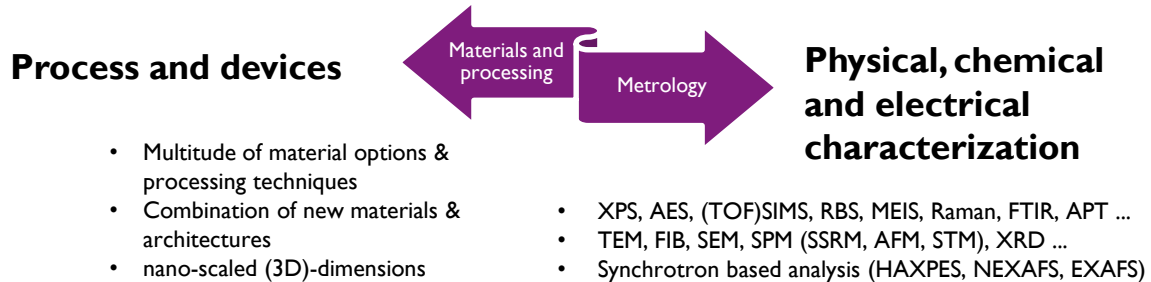 Process and devices
Materials and
processing
Metrology
Physical, chemical
and electrical
characterization
• Multitude of material options &
processing techniques
• Combination of new materials &
architectures
• nano-scaled (3D)-dimensions
• XPS, AES, (TOF)SIMS, RBS, MEIS, Raman, FTIR, APT ...
• TEM, FIB, SEM, SPM (SSRM, AFM, STM), XRD ...
• Synchrotron based analysis (HAXPES, NEXAFS, EXAFS)